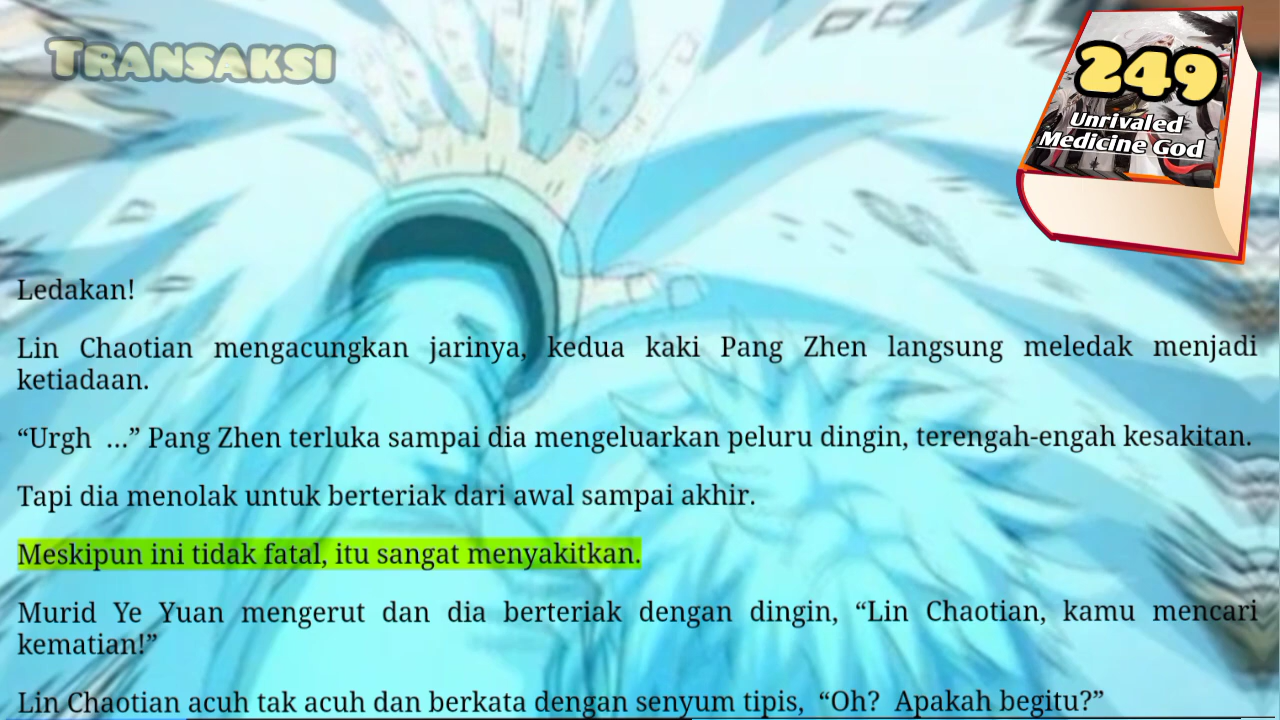 Transaksi
249
Unrivaled
Medicine God
Ledakan!
Lin Chaotian mengacungkan jarinya, kedua kaki Pang Zhen langsung meledak menjadi
ketiadaan.
“Urgh …” Pang Zhen terluka sampai dia mengeluarkan peluru dingin, terengah-engah kesakitan.
Tapi dia menolak untuk berteriak dari awal sampai akhir.
Meskipun ini tidak fatal, itu sangat menyakitkan.
Murid Ye Yuan mengerut dan dia berteriak dengan dingin, “Lin Chaotian, kamu mencari
kematian!”
Lin Chaotian acuh tak acuh dan berkata dengan senyum tipis, “Oh? Apakah begitu?”